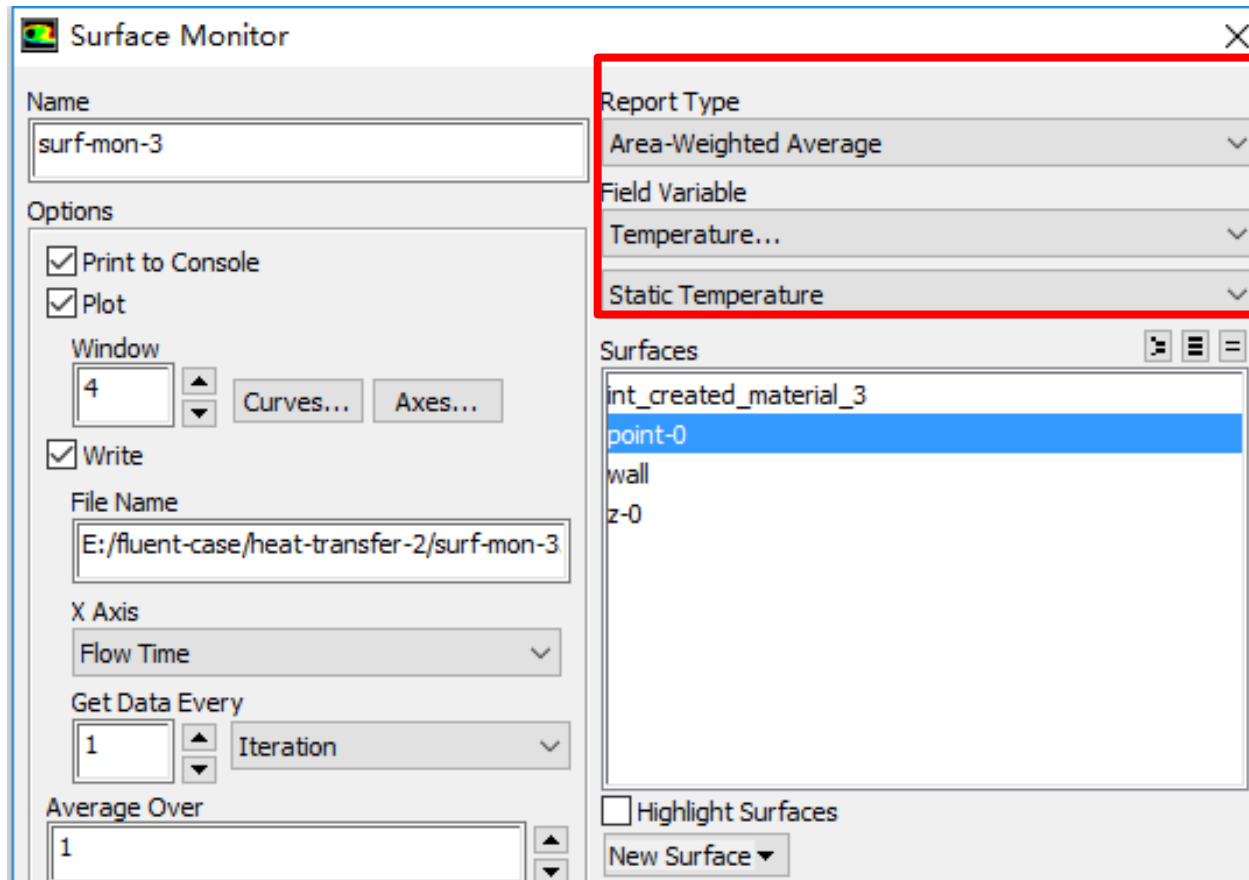 Surface Monitor
Name
surf-mon-3
Options
Print to Console
Plot
Window
4
Curves...
Axes...
Write
File Name
E:/fluent-case/heat-transfer-2/surf-mon-3.
X Axis
Flow Time
Get Data Every
1
Iteration
Average Over
1
Report Type
Area-Weighted Average
Field Variable
Temperature...
Static Temperature
Surfaces
int_created_material_3
point-0
wall
z-0
Highlight Surfaces
New Surface